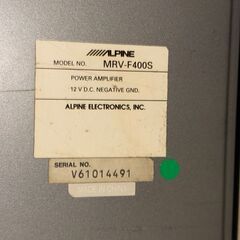 ALPINE
MODEL NO. MRV-F400S
POWER AMPLIFIER
12 V D.C. NEGATIVE GND.
ALPINE ELECTRONICS, INC.
SERIAL NO.
V61014491
MADE IN CHINA